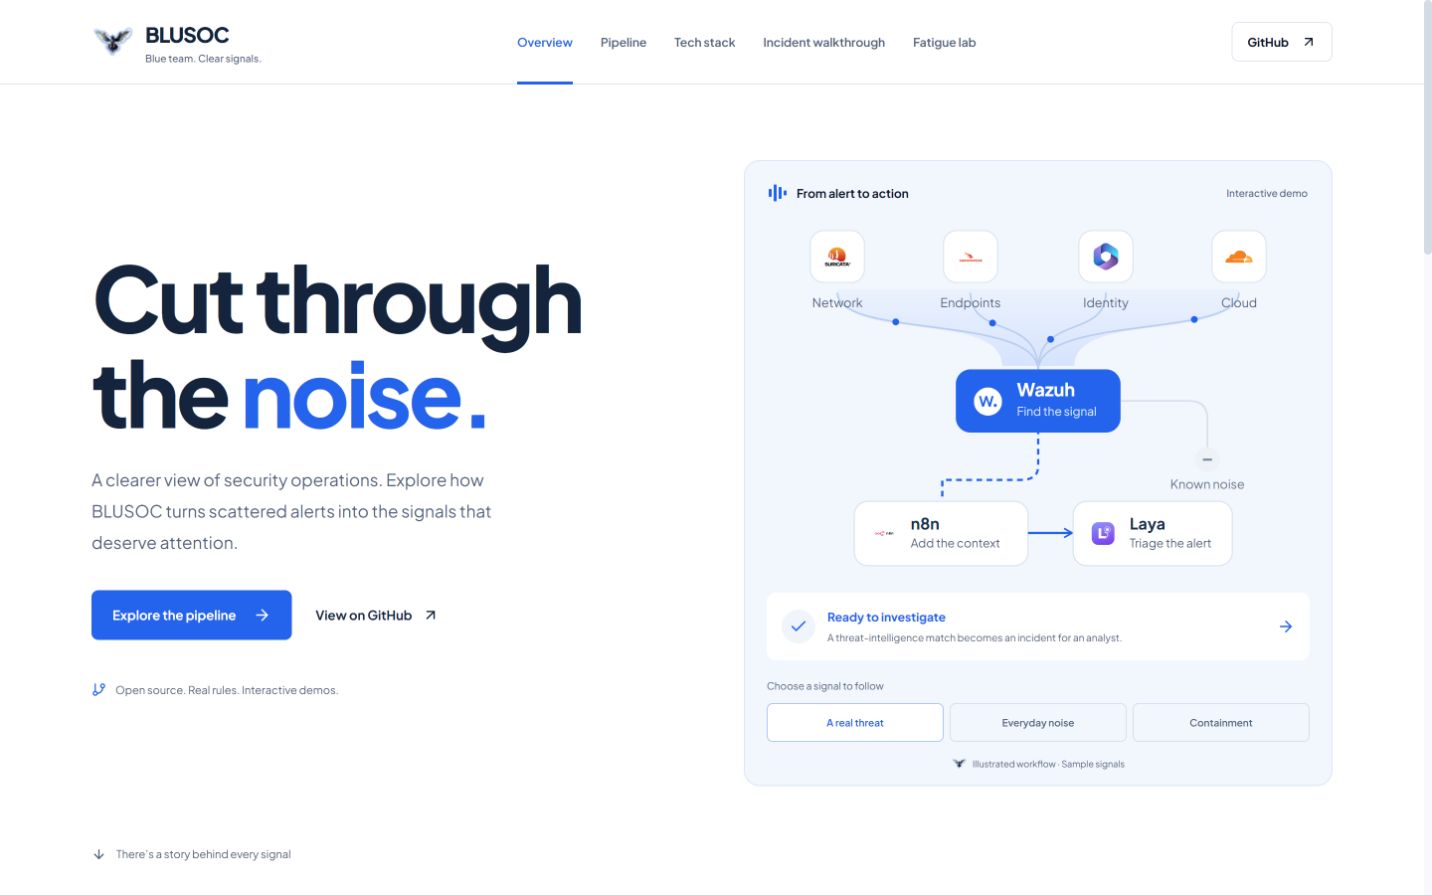 BLUSOC
Blue team. Clear signals.
Overview
Pipeline
Tech stack
Incident walkthrough
Fatigue lab
GitHub
Cut through
the noise.
A clearer view of security operations. Explore how
BLUSOC turns scattered alerts into the signals that
deserve attention.
Explore the pipeline
View on GitHub
Open source. Real rules. Interactive demos.
There's a story behind every signal
From alert to action
Interactive demo
SURICATA
Network
Endpoints
Identity
Cloud
W.
Wazuh
Find the signal
Known noise
n8n
Add the context
L
Laya
Triage the alert
Ready to investigate
A threat-intelligence match becomes an incident for an analyst.
Choose a signal to follow
A real threat
Everyday noise
Containment
Illustrated workflow · Sample signals